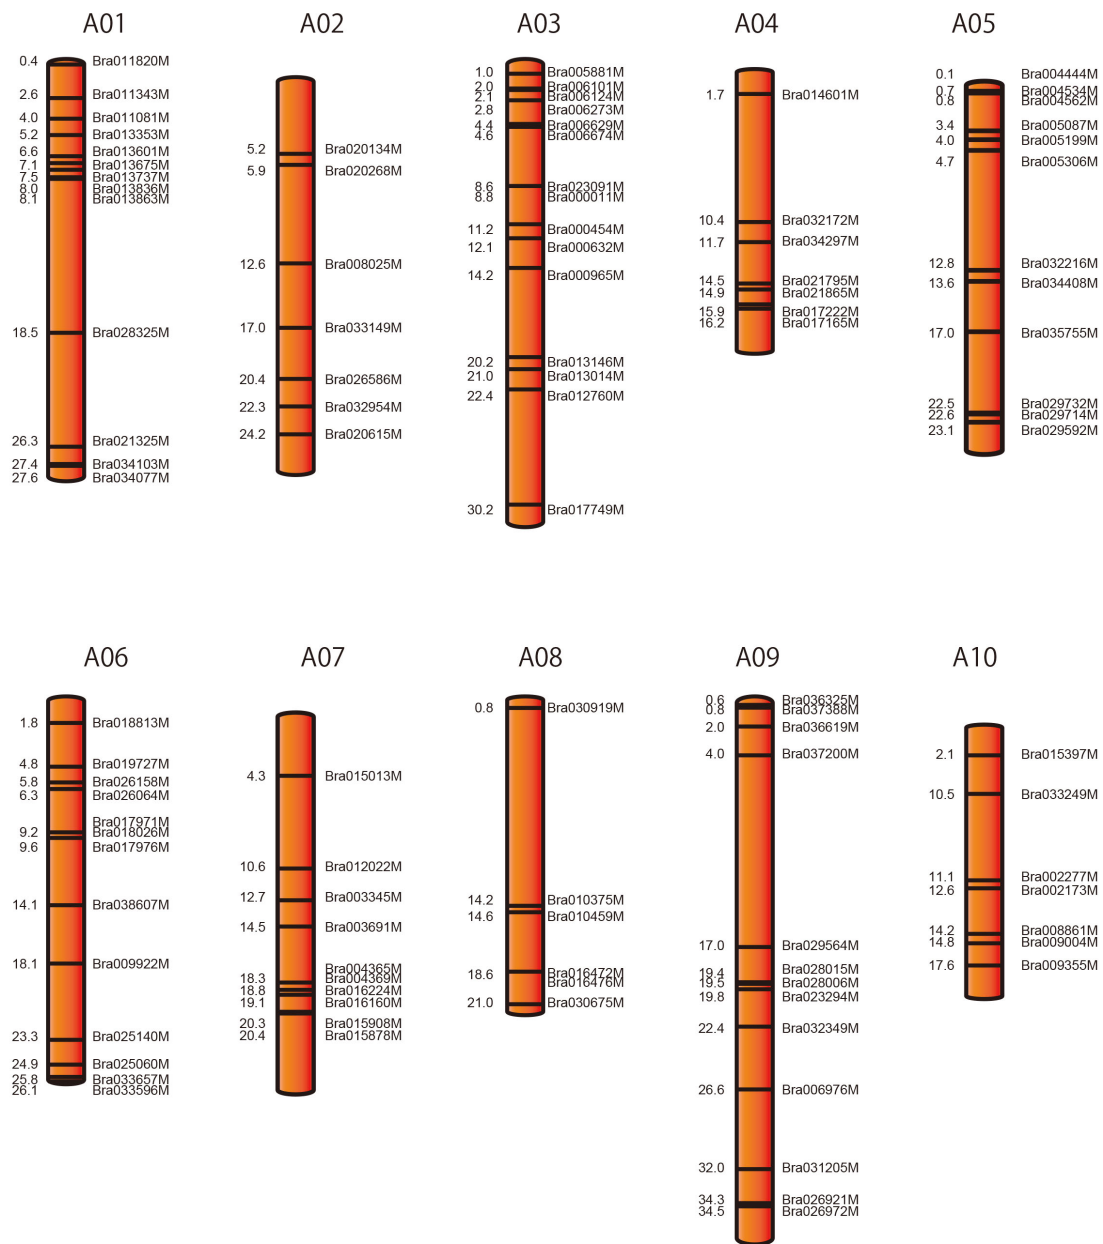 A01
0.4 Bra011820M
2.6 Bra011343M
4.0 Bra011081M
5.2 Bra013353M
6.6 Bra013601M
7.1 Bra013675M
7.5 Bra013737M
8.0 Bra013836M
8.1 Bra013863M
18.5 Bra028325M
26.3 Bra021325M
27.4 Bra034103M
27.6 Bra034077M
A02
5.2 Bra020134M
5.9 Bra020268M
12.6 Bra008025M
17.0 Bra033149M
20.4 Bra026586M
22.3 Bra032954M
24.2 Bra020615M
A03
1.0 Bra005881M
2.0 Bra006101M
2.1 Bra006124M
2.8 Bra006273M
4.4 Bra006629M
4.6 Bra006674M
8.6 Bra023091M
8.8 Bra000011M
11.2 Bra000454M
12.1 Bra000632M
14.2 Bra000965M
20.2 Bra013146M
21.0 Bra013014M
22.4 Bra012760M
30.2 Bra017749M
A04
1.7 Bra014601M
10.4 Bra032172M
11.7 Bra034297M
14.5 Bra021795M
14.9 Bra021865M
15.9 Bra017222M
16.2 Bra017165M
A05
0.1 Bra004444M
0.7 Bra004534M
0.8 Bra004562M
3.4 Bra005087M
4.0 Bra005199M
4.7 Bra005306M
12.8 Bra032216M
13.6 Bra034408M
17.0 Bra035755M
22.5 Bra029732M
22.6 Bra029714M
23.1 Bra029592M
A06
1.8 Bra018813M
4.8 Bra019727M
5.8 Bra026158M
6.3 Bra026064M
Bra017971M
9.2 Bra018026M
9.6 Bra017976M
14.1 Bra038607M
18.1 Bra009922M
23.3 Bra025140M
24.9 Bra025060M
25.8 Bra033657M
26.1 Bra033596M
A07
4.3 Bra015013M
10.6 Bra012022M
12.7 Bra003345M
14.5 Bra003691M
Bra004365M
18.3 Bra004369M
18.8 Bra016224M
19.1 Bra016160M
20.3 Bra015908M
20.4 Bra015878M
A08
0.8 Bra030919M
14.2 Bra010375M
14.6 Bra010459M
18.6 Bra016472M
Bra016476M
21.0 Bra030675M
A09
0.6 Bra036325M
0.8 Bra037388M
2.0 Bra036619M
4.0 Bra037200M
17.0 Bra029564M
19.4 Bra028015M
19.5 Bra028006M
19.8 Bra023294M
22.4 Bra032349M
26.6 Bra006976M
32.0 Bra031205M
34.3 Bra026921M
34.5 Bra026972M
A10
2.1 Bra015397M
10.5 Bra033249M
11.1 Bra002277M
12.6 Bra002173M
14.2 Bra008861M
14.8 Bra009004M
17.6 Bra009355M